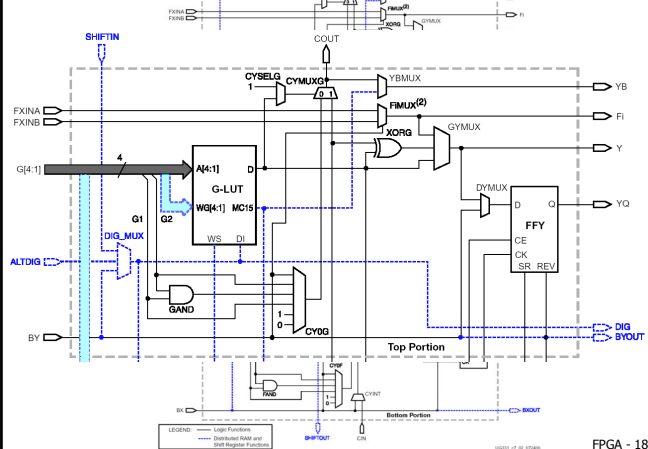 FXINA
FXINB
FiMUX(2)
Fi
GYMUX
XORG
SHIFTIN
COUT
CYSELG
CYMUXG
YBMUX
1
0 1
YB
FXINA
FXINB
FiMUX(2)
Fi
XORG
GYMUX
Y
G[4:1]
4
A[4:1]
D
G-LUT
WG[4:1]
MC15
G1
G2
WS
DI
DYMUX
D
Q
YQ
FFY
CE
CK
SR
REV
DIG_MUX
ALTDIG
GAND
1
0
CY0G
BY
DIG
BYOUT
Top Portion
CY0F
FAND
1
0
CYINT
BX
BXOUT
Bottom Portion
LEGEND:
Logic Functions
Distributed RAM and
Shift Register Functions
SHIFTOUT
CIN
FPGA - 18